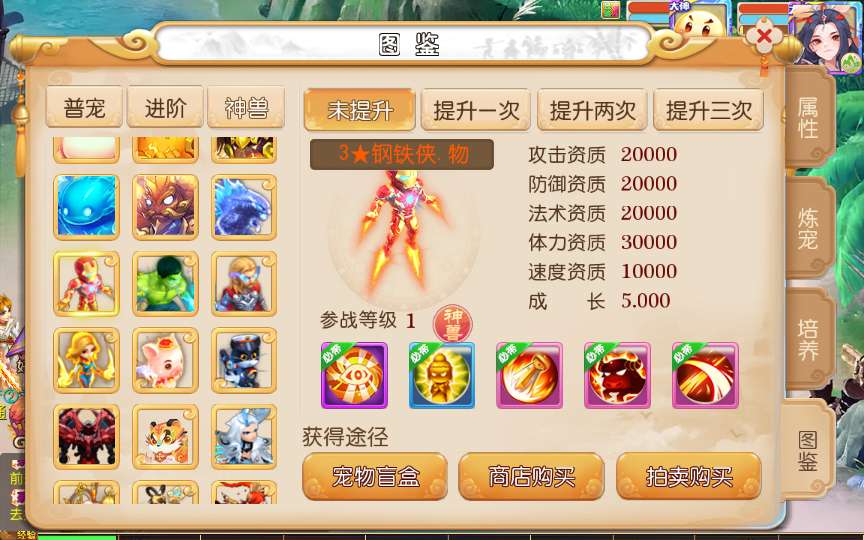 大神
图 鉴
普宠 进阶 神兽
未提升 提升一次 提升两次 提升三次
属性
炼宠
培养
图鉴
3★钢铁侠.物
攻击资质 20000
防御资质 20000
法术资质 20000
体力资质 30000
速度资质 10000
成 长 5.000
参战等级 1
神兽
必带 必带 必带 必带 必带
获得途径
宠物盲盒 商店购买 拍卖购买
前
去
经验